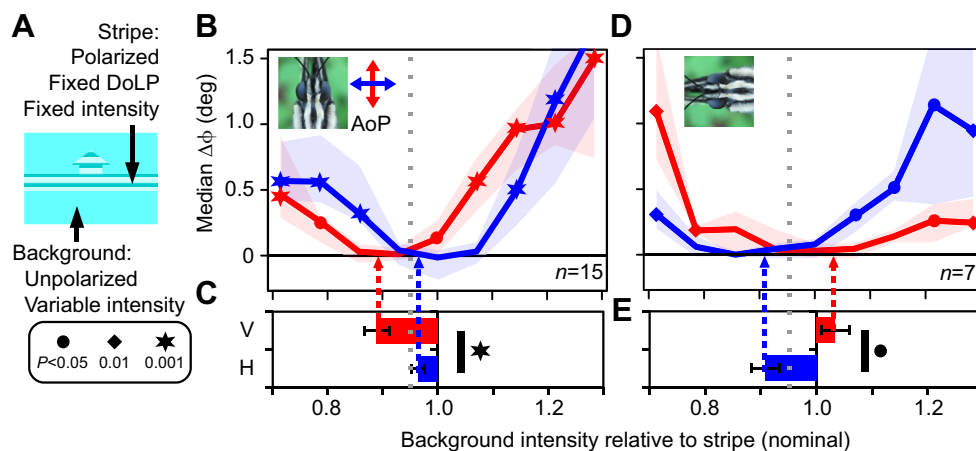 A
Stripe:
Polarized
Fixed DoLP
Fixed intensity
Background:
Unpolarized
Variable intensity
P<0.05 0.01 0.001
B
1.5
1.0
0.5
0
Median Δϕ (deg)
AoP
n=15
C
V
H
0.8 1.0 1.2
D
n=7
E
0.8 1.0 1.2
Background intensity relative to stripe (nominal)